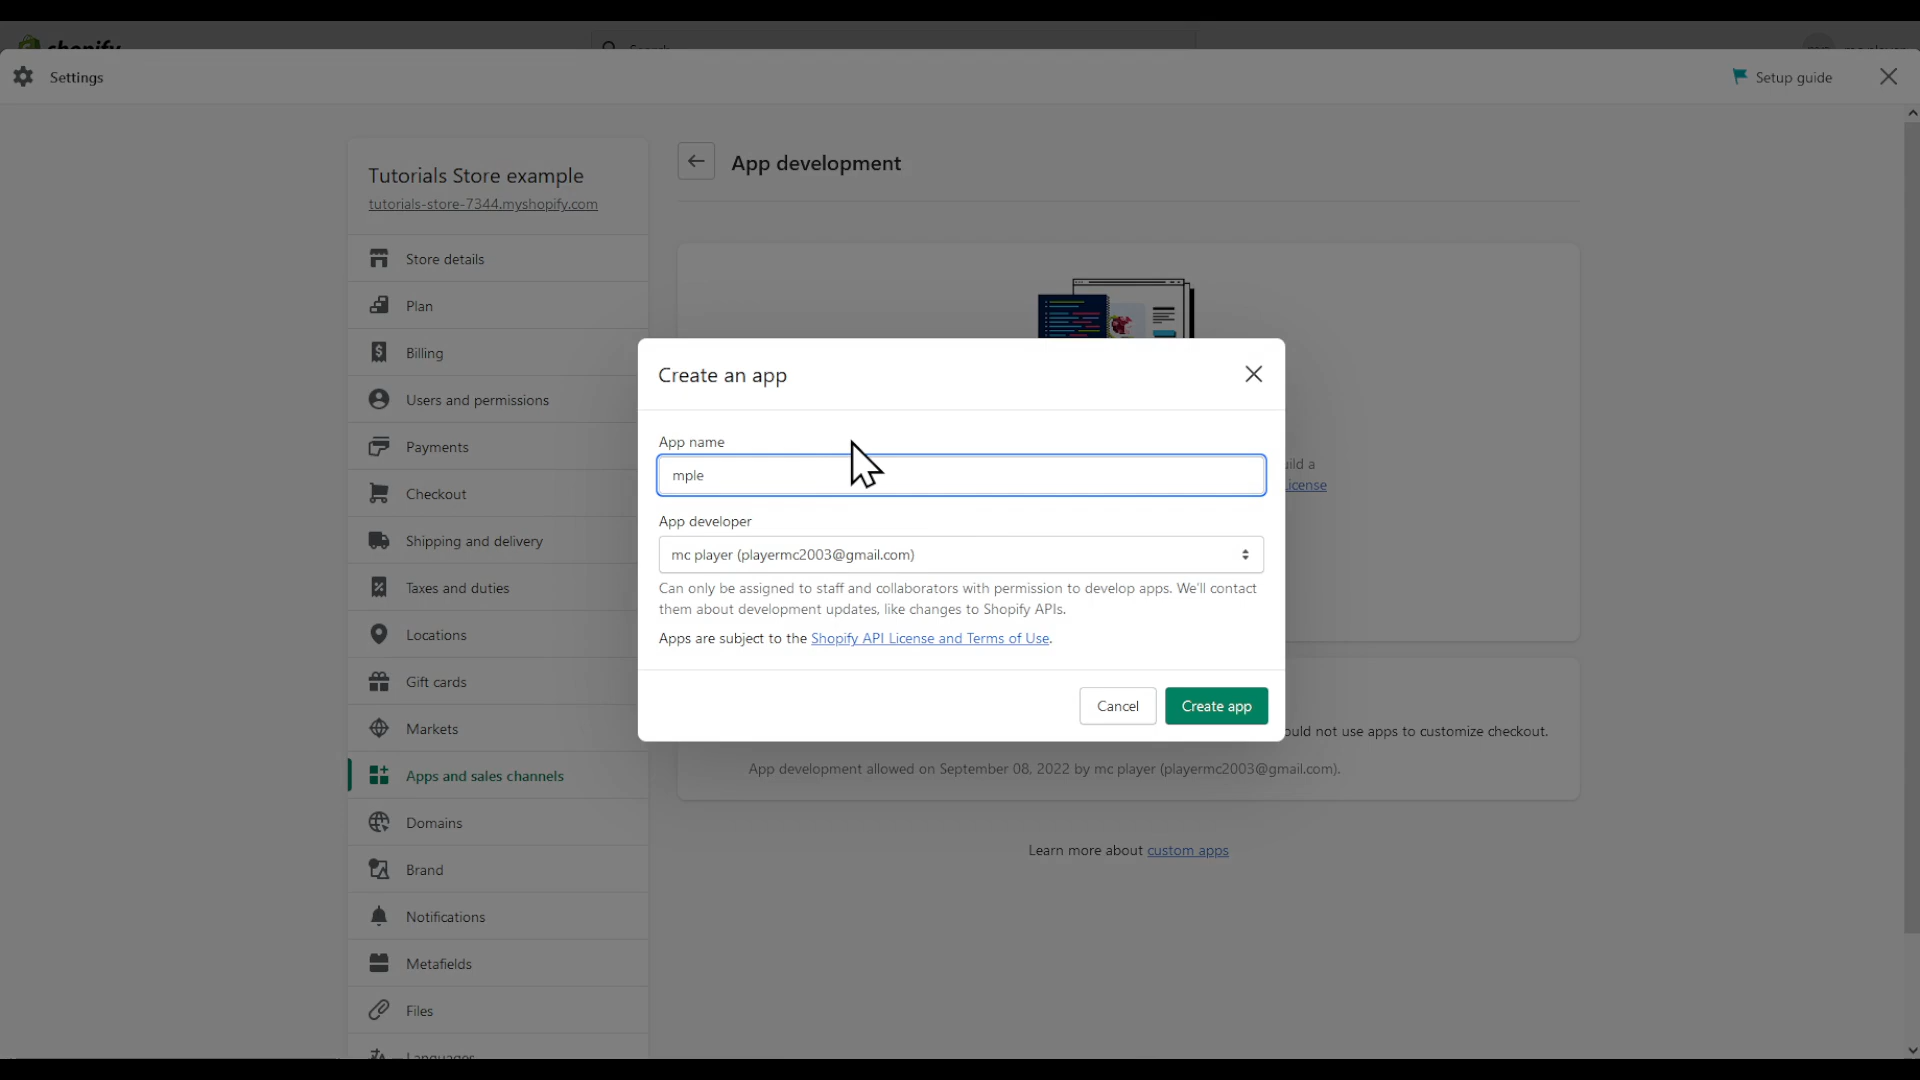 Settings
Setup guide
Tutorials Store example
tutorials-store-7344.myshopify.com
App development
Store details
Plan
Billing
Users and permissions
Payments
Checkout
Shipping and delivery
Taxes and duties
Locations
Gift cards
Markets
Apps and sales channels
Domains
Brand
Notifications
Metafields
Files
Languages
Create an app
App name
mple
App developer
mc player (playermc2003@gmail.com)
Can only be assigned to staff and collaborators with permission to develop apps. We'll contact
them about development updates, like changes to Shopify APIs.
Apps are subject to the Shopify API License and Terms of Use.
Cancel
Create app
a
License
not use apps to customize checkout.
App development allowed on September 08, 2022 by mc player (playermc2003@gmail.com).
Learn more about custom apps